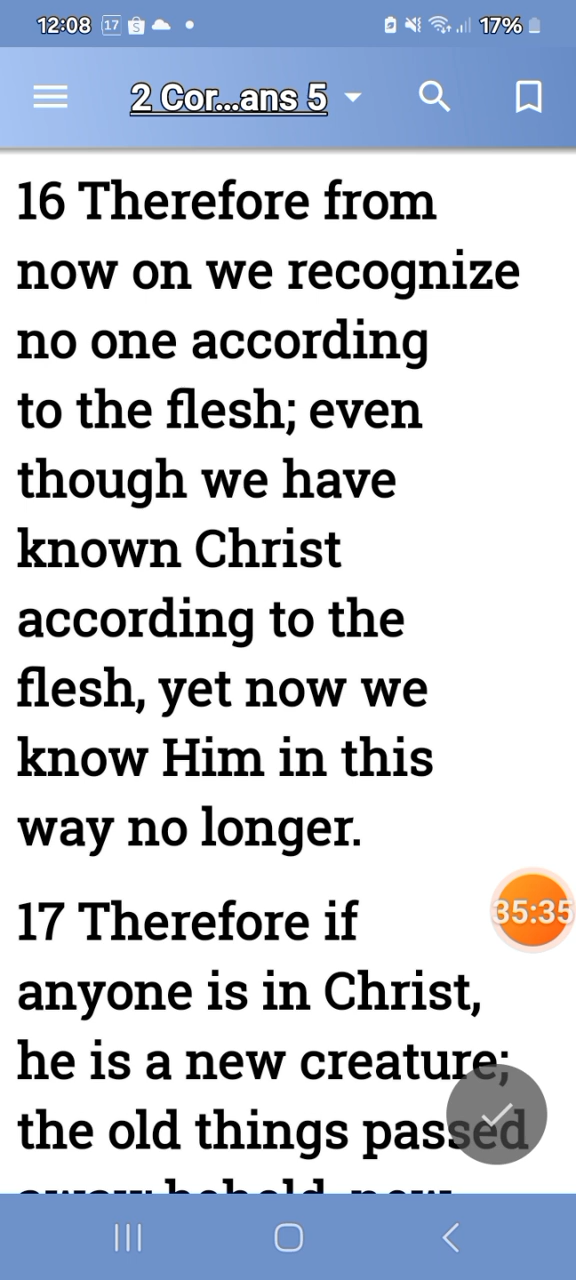 12:08 17 S 17%
2 Cor...ans 5
16 Therefore from
now on we recognize
no one according
to the flesh; even
though we have
known Christ
according to the
flesh, yet now we
know Him in this
way no longer.
35:35
17 Therefore if
anyone is in Christ,
he is a new creature;
the old things passed